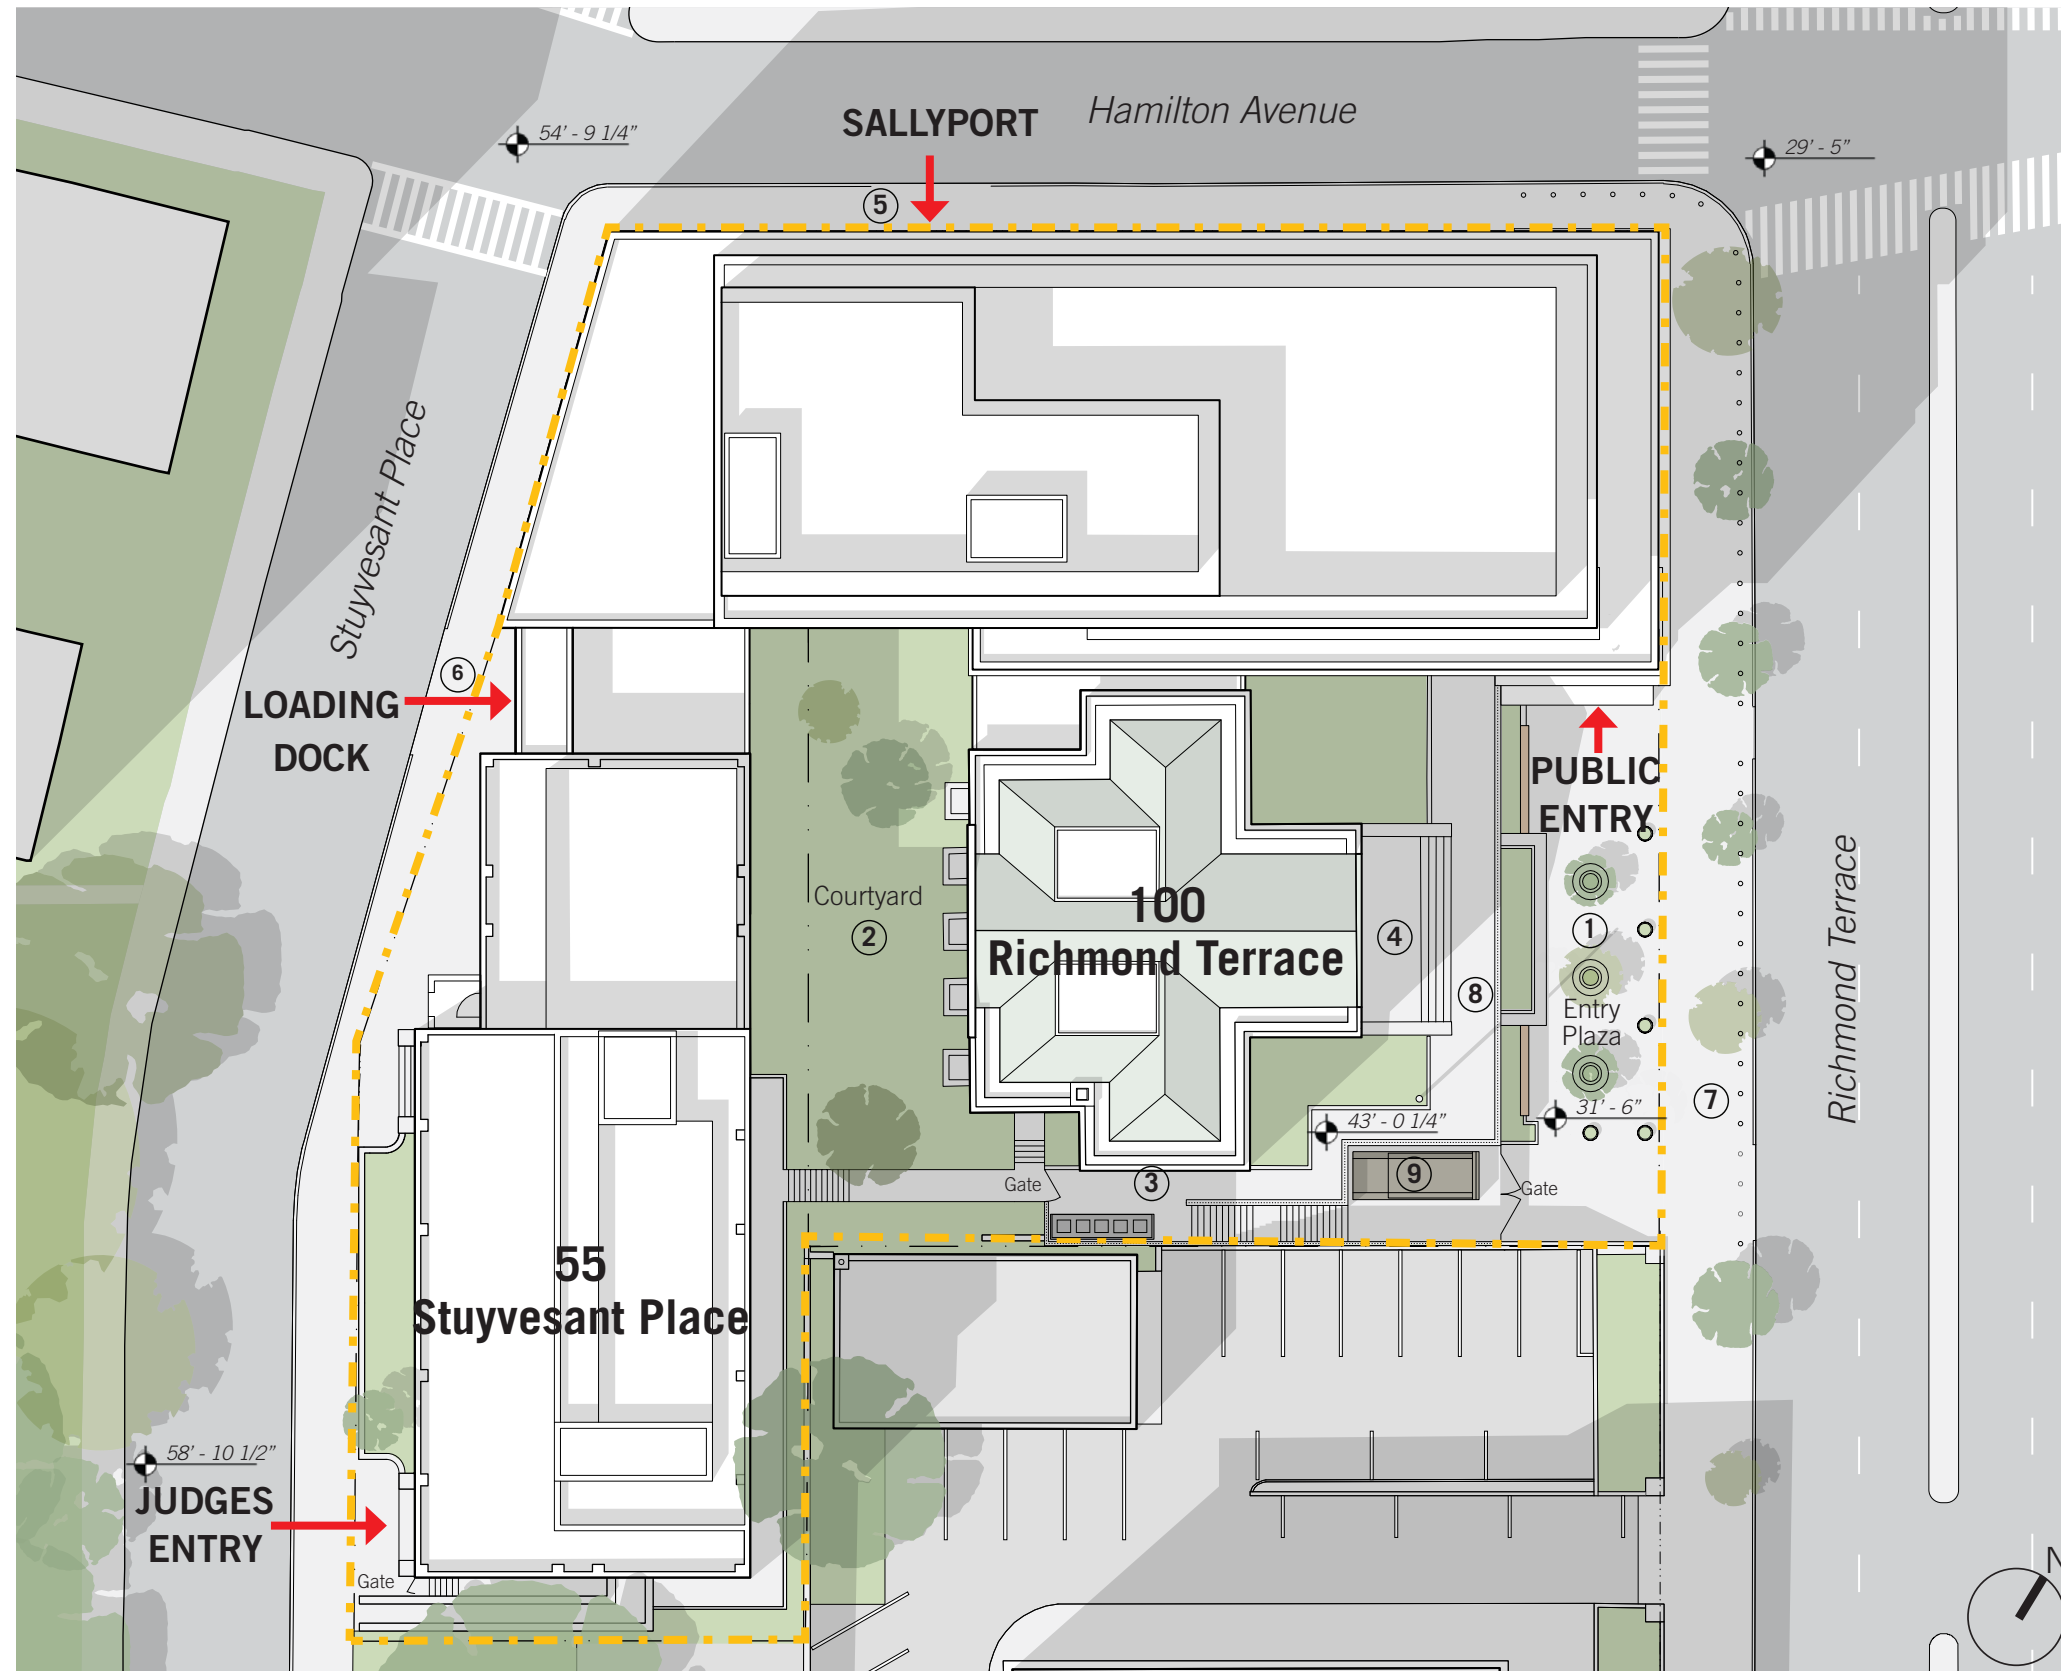 Hamilton Avenue
SALLYPORT
54' - 9 1/4"
29' - 5"
5
Stuyvesant Place
6
LOADING
DOCK
PUBLIC
ENTRY
Courtyard
2
100
Richmond Terrace
4
8
1
Entry
Plaza
Richmond Terrace
7
31' - 6"
43' - 0 1/4"
9
3
Gate
Gate
55
Stuyvesant Place
58' - 10 1/2"
JUDGES
ENTRY
Gate
N